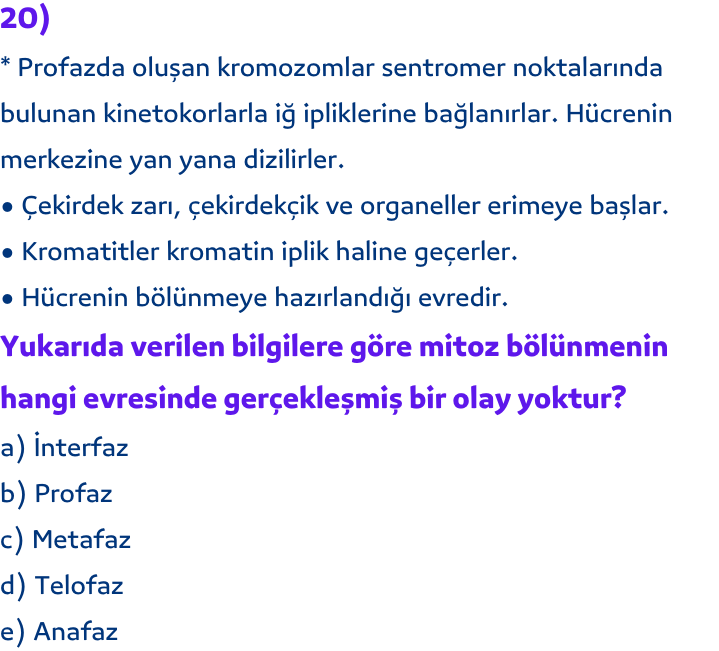 20)
* Profazda oluşan kromozomlar sentromer noktalarında
bulunan kinetokorlarla iğ ipliklerine bağlanırlar. Hücrenin
merkezine yan yana dizilirler.
• Çekirdek zarı, çekirdekçik ve organeller erimeye başlar.
• Kromatitler kromatin iplik haline geçerler.
• Hücrenin bölünmeye hazırlandığı evredir.
Yukarıda verilen bilgilere göre mitoz bölünmenin
hangi evresinde gerçekleşmiş bir olay yoktur?
a) İnterfaz
b) Profaz
c) Metafaz
d) Telofaz
e) Anafaz